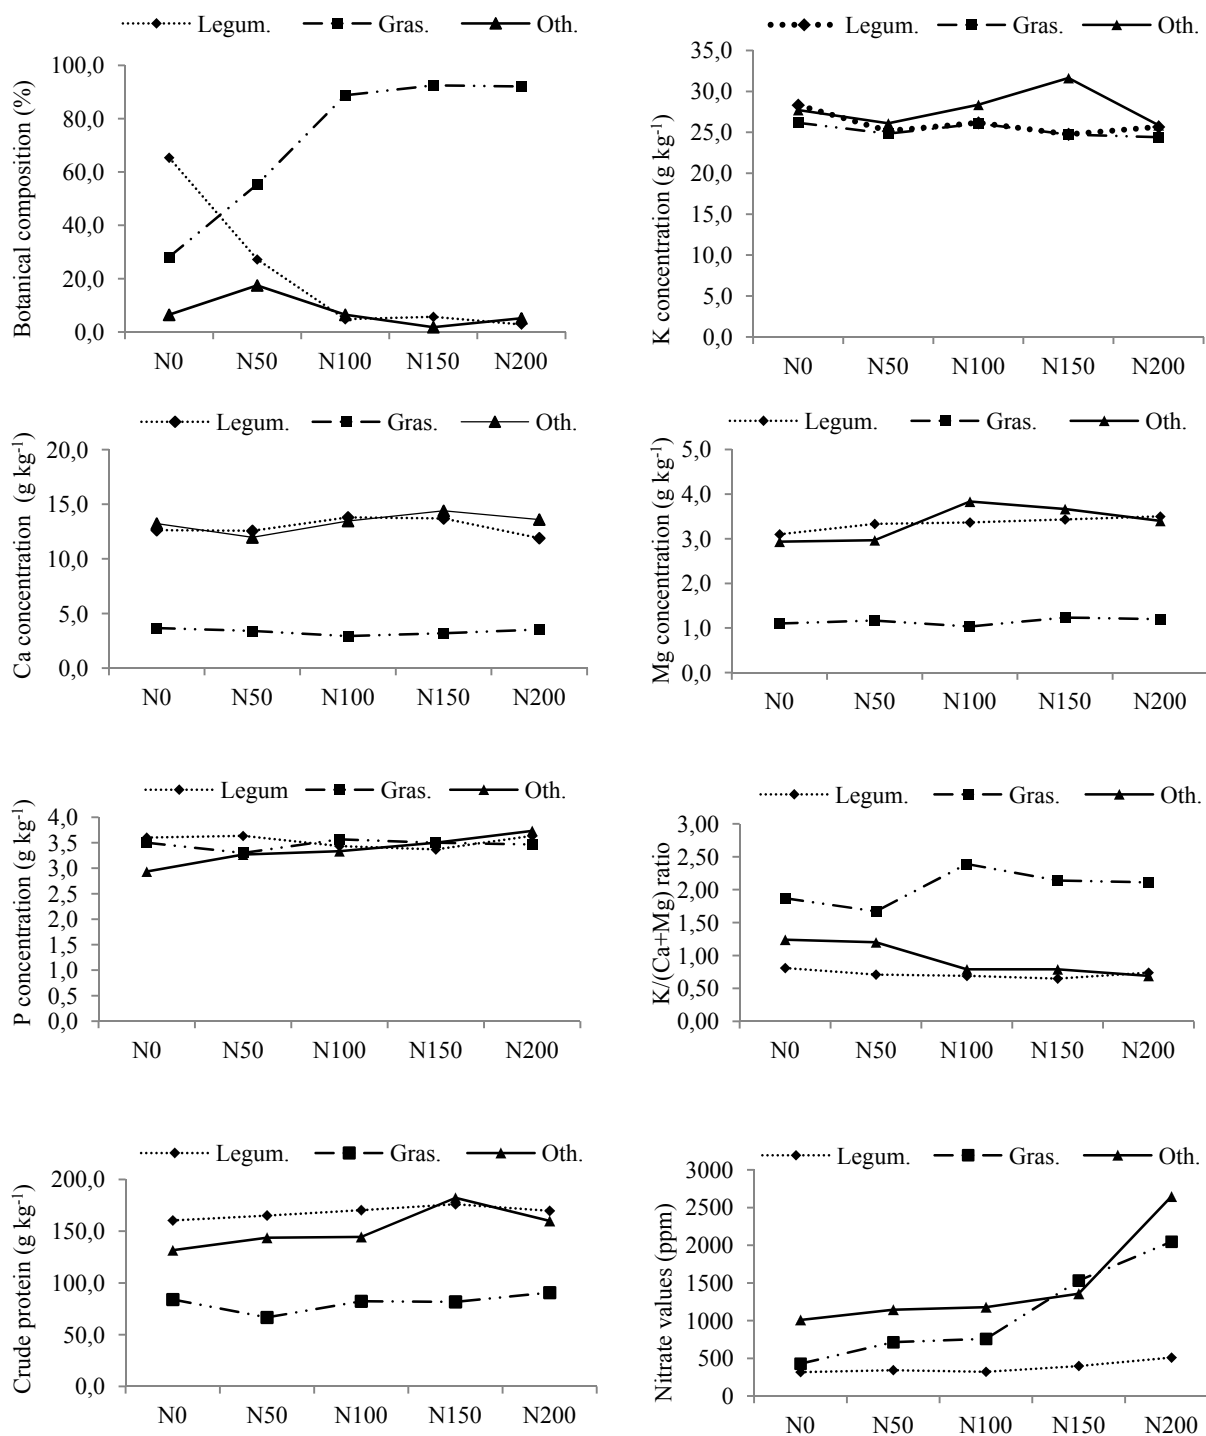 Legum. Gras. Oth.
Botanical composition (%)
100,0
80,0
60,0
40,0
20,0
0,0
N0 N50 N100 N150 N200
Legum. Gras. Oth.
K concentration (g kg-1)
35,0
30,0
25,0
20,0
15,0
10,0
5,0
0,0
N0 N50 N100 N150 N200
Legum. Gras. Oth.
Ca concentration (g kg-1)
20,0
15,0
10,0
5,0
0,0
N0 N50 N100 N150 N200
Legum. Gras. Oth.
Mg concentration (g kg-1)
5,0
4,0
3,0
2,0
1,0
0,0
N0 N50 N100 N150 N200
Legum Gras. Oth.
P concentration (g kg-1)
4,0
3,5
3,0
2,5
2,0
1,5
1,0
0,5
0,0
N0 N50 N100 N150 N200
Legum. Gras. Oth.
K/(Ca+Mg) ratio
3,00
2,50
2,00
1,50
1,00
0,50
0,00
N0 N50 N100 N150 N200
Legum. Gras. Oth.
Crude protein (g kg-1)
200,0
150,0
100,0
50,0
0,0
N0 N50 N100 N150 N200
Legum. Gras. Oth.
Nitrate values (ppm)
3000
2500
2000
1500
1000
500
0
N0 N50 N100 N150 N200